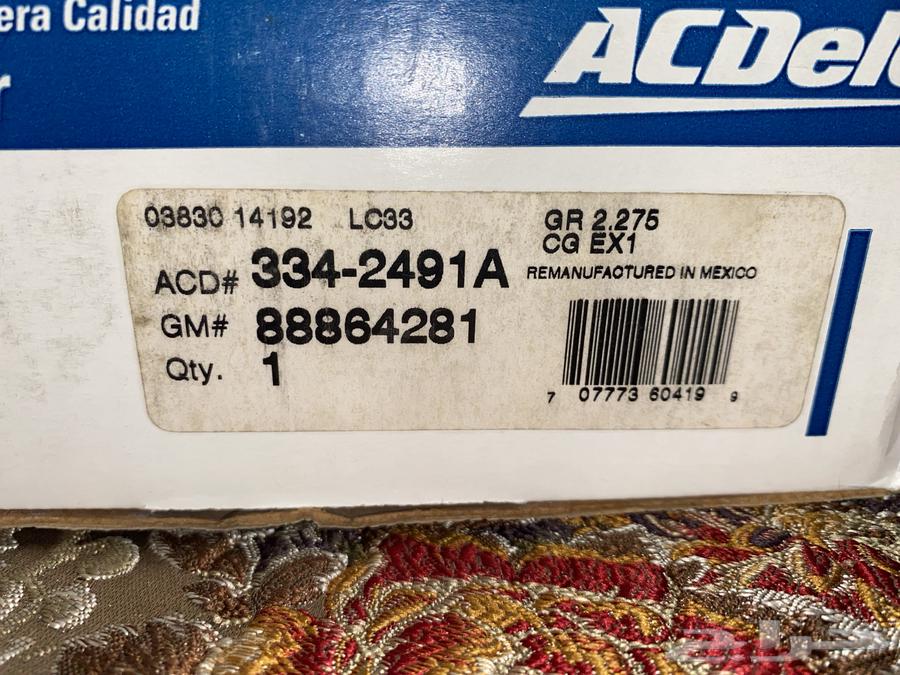 era Calidad
r
ACDel
03830 14192 LC33
GR 2.275
CG EX1
ACD# 334-2491A
REMANUFACTURED IN MEXICO
GM# 88864281
Qty. 1
7 07773 60419 9
حراج